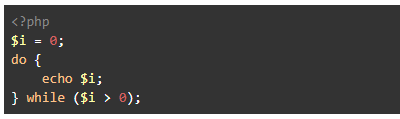 <?php
$i = 0;
do {
    echo $i;
} while ($i > 0);